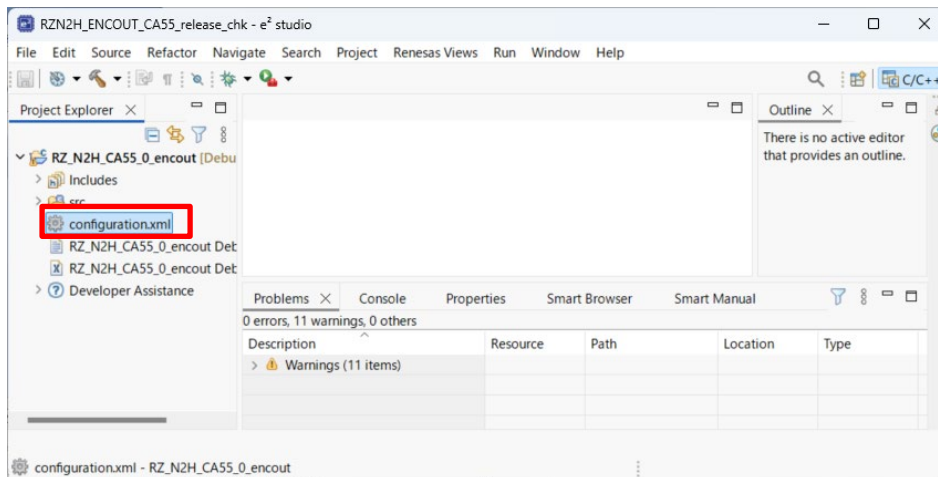 RZN2H_ENCOUT_CA55_release_chk - e² studio
File Edit Source Refactor Navigate Search Project Renesas Views Run Window Help
C/C++
Project Explorer
RZ_N2H_CA55_0_encout [Debu
Includes
src
configuration.xml
RZ_N2H_CA55_0_encout Det
RZ_N2H_CA55_0_encout Det
Developer Assistance
Outline
There is no active editor
that provides an outline.
Problems Console Properties Smart Browser Smart Manual
0 errors, 11 warnings, 0 others
Description Resource Path Location Type
Warnings (11 items)
configuration.xml - RZ_N2H_CA55_0_encout